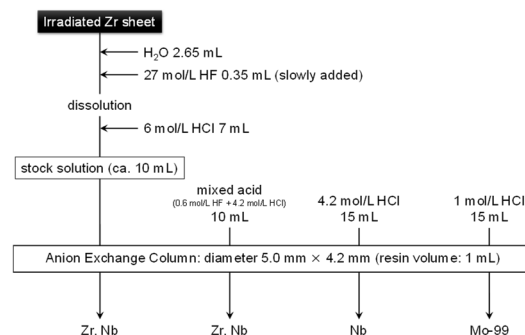 Irradiated Zr sheet
H₂O 2.65 mL
27 mol/L HF 0.35 mL (slowly added)
dissolution
6 mol/L HCl 7 mL
stock solution (ca. 10 mL)
mixed acid
(0.6 mol/L HF + 4.2 mol/L HCl)
10 mL
4.2 mol/L HCl
15 mL
1 mol/L HCl
15 mL
Anion Exchange Column: diameter 5.0 mm × 4.2 mm (resin volume: 1 mL)
Zr, Nb
Zr, Nb
Nb
Mo-99